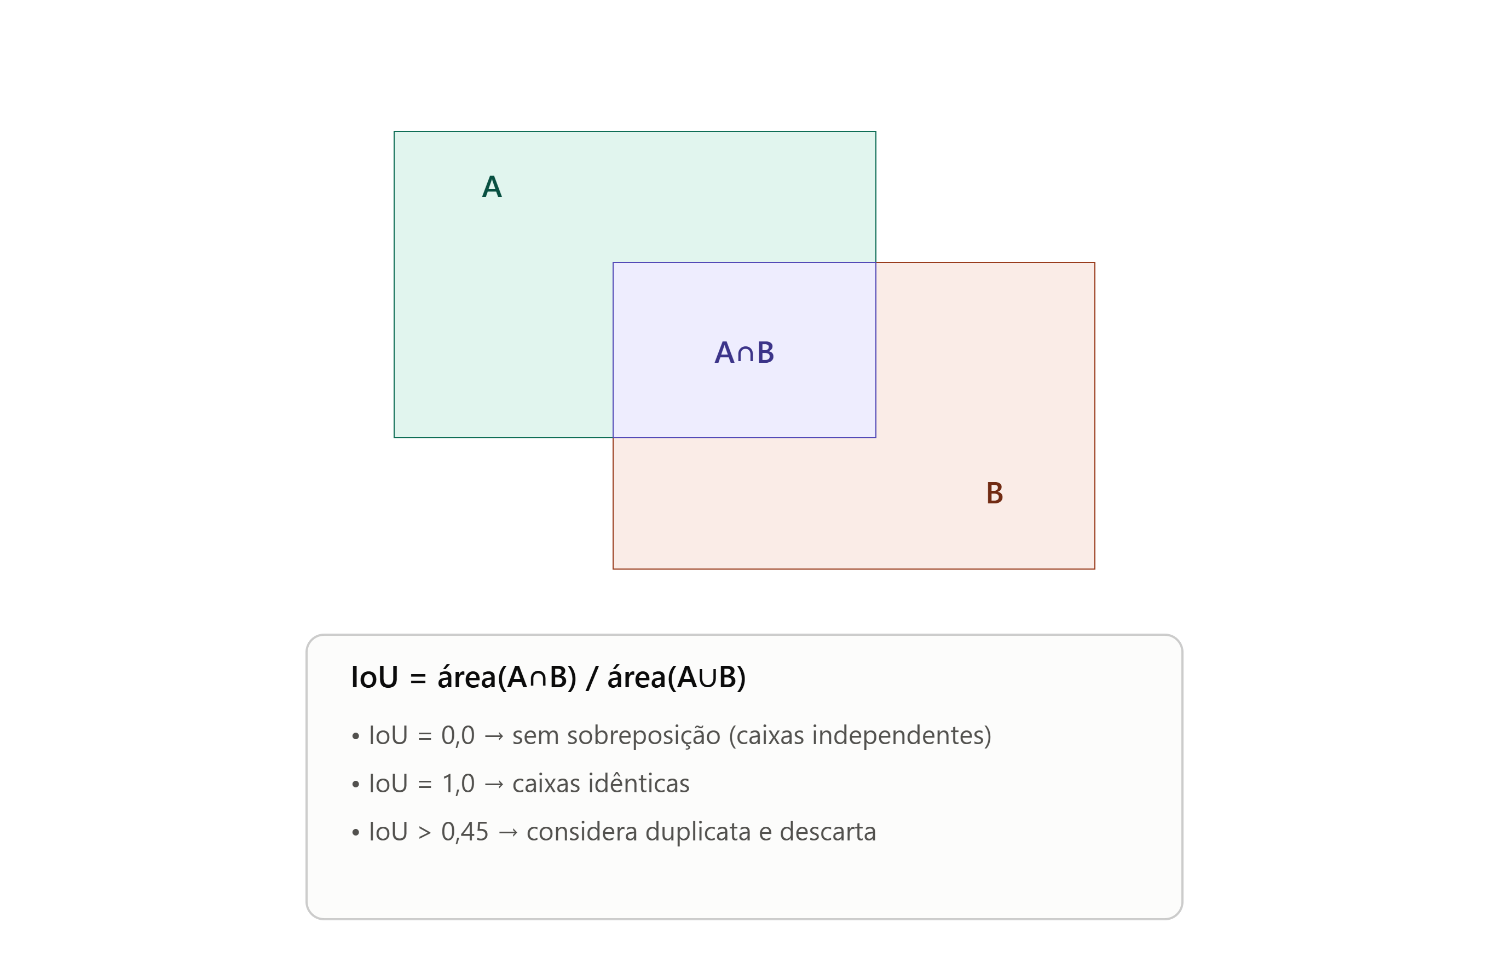 A
A∩B
B
IoU = área(A∩B) / área(A∪B)
• IoU = 0,0 → sem sobreposição (caixas independentes)
• IoU = 1,0 → caixas idênticas
• IoU > 0,45 → considera duplicata e descarta